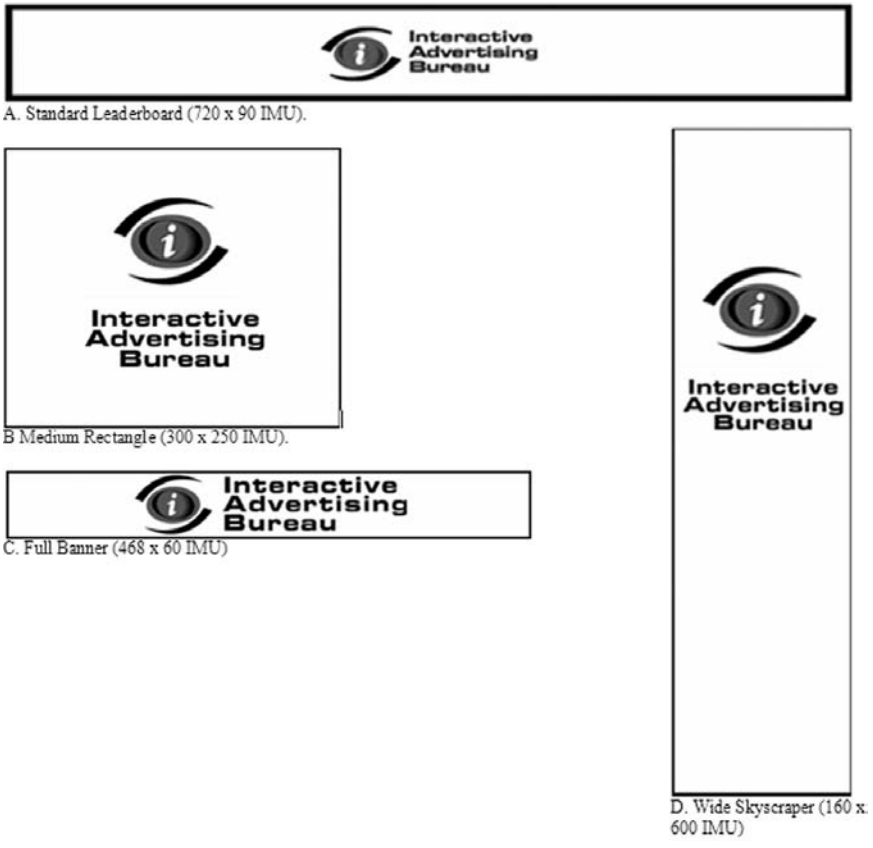 i
Interactive
Advertising
Bureau
A. Standard Leaderboard (720 x 90 IMU).
i
Interactive
Advertising
Bureau
B Medium Rectangle (300 x 250 IMU).
i
Interactive
Advertising
Bureau
C. Full Banner (468 x 60 IMU)
i
Interactive
Advertising
Bureau
D. Wide Skyscraper (160 x.
600 IMU)